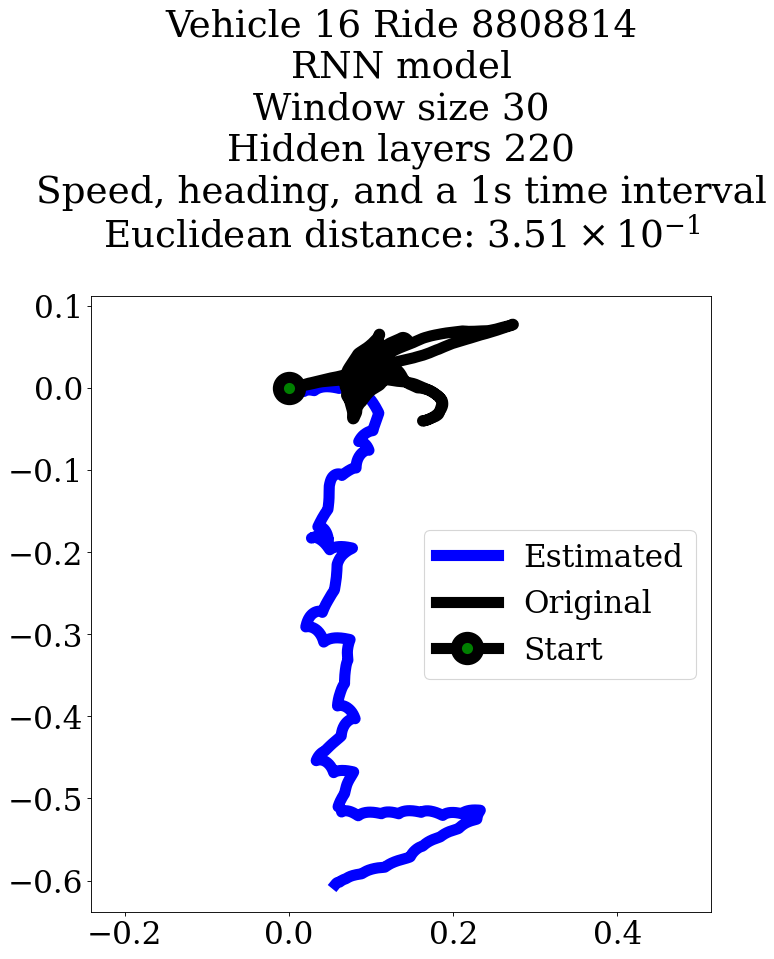 Vehicle 16 Ride 8808814
RNN model
Window size 30
Hidden layers 220
Speed, heading, and a 1s time interval
Euclidean distance: 3.51 × 10⁻¹
0.1
0.0
−0.1
−0.2
−0.3
−0.4
−0.5
−0.6
Estimated
Original
Start
−0.2 0.0 0.2 0.4